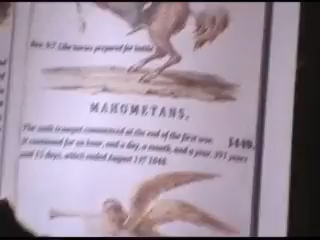 Rev. 9:7 Like horses prepared for battle
MAHOMETANS.
The sixth trumpet commenced at the end of the first woe. $449.
It continued for an hour, and a day, a month, and a year. 391 years
and 15 days, which ended August 11th 1840.